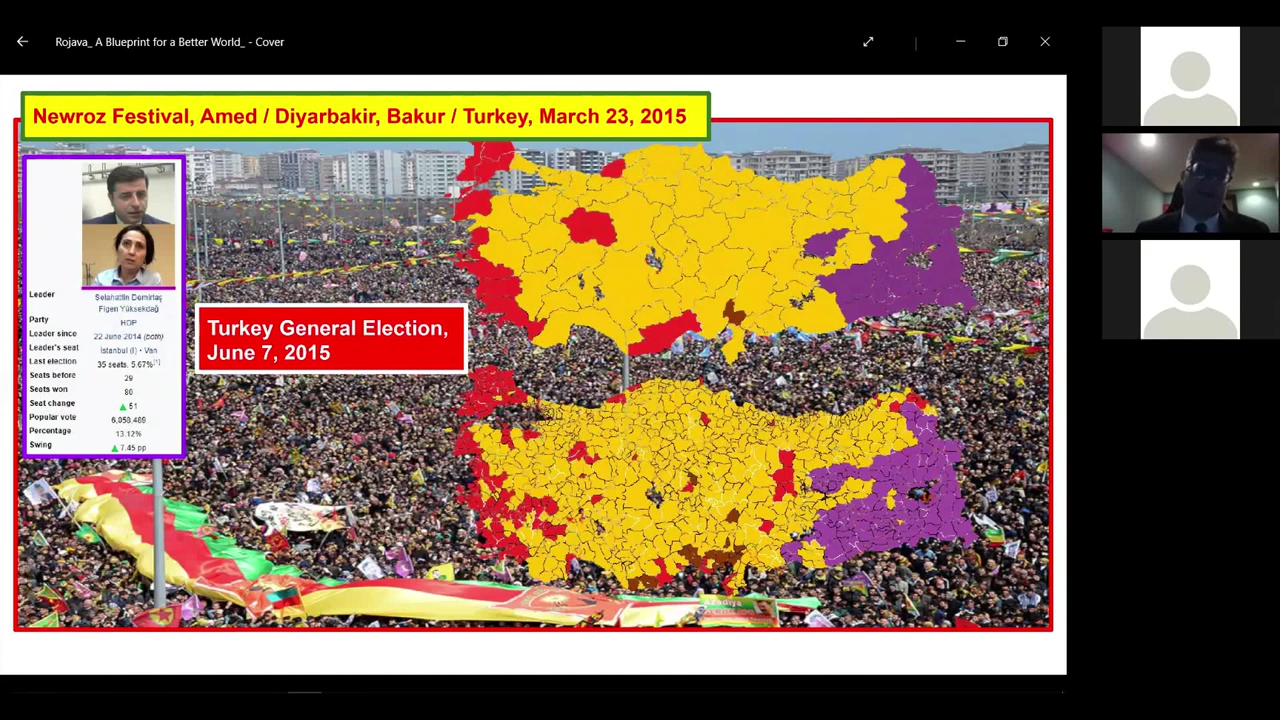 Rojava_ A Blueprint for a Better World_ - Cover
Newroz Festival, Amed / Diyarbakir, Bakur / Turkey, March 23, 2015
Leader Selahattin Demirtaş
Figen Yüksekdağ
Party HDP
Leader since 22 June 2014 (both)
Leader's seat İstanbul (I) • Van
Last election 35 seats, 5.67%[1]
Seats before 29
Seats won 80
Seat change ▲ 51
Popular vote 6,058,489
Percentage 13.12%
Swing ▲ 7.45 pp
Turkey General Election,
June 7, 2015
Azadiya